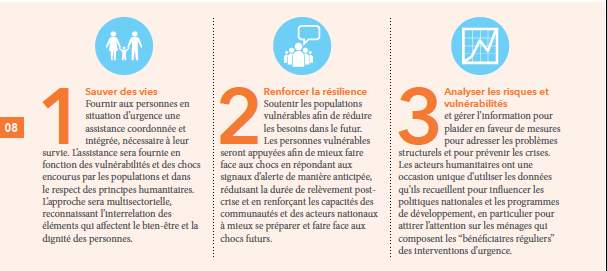 08
1
Sauver des vies
Fournir aux personnes en
situation d'urgence une
assistance coordonnée et
intégrée, nécessaire à leur
survie. L'assistance sera fournie en
fonction des vulnérabilités et des chocs
encourus par les populations et dans
le respect des principes humanitaires.
L'approche sera multisectorielle,
reconnaissant l'interrelation des
éléments qui affectent le bien-être et la
dignité des personnes.
2
Renforcer la résilience
Soutenir les populations
vulnérables afin de réduire
les besoins dans le futur.
Les personnes vulnérables
seront appuyées afin de mieux faire
face aux chocs en répondant aux
signaux d'alerte de manière anticipée,
réduisant la durée de relèvement post-
crise et en renforçant les capacités des
communautés et des acteurs nationaux
à mieux se préparer et faire face aux
chocs futurs.
3
Analyser les risques et
vulnérabilités
et gérer l'information pour
plaider en faveur de mesures
pour adresser les problèmes
structurels et pour prévenir les crises.
Les acteurs humanitaires ont une
occasion unique d'utiliser les données
qu'ils recueillent pour influencer les
politiques nationales et les programmes
de développement, en particulier pour
attirer l'attention sur les ménages qui
composent les "bénéficiaires réguliers"
des interventions d'urgence.